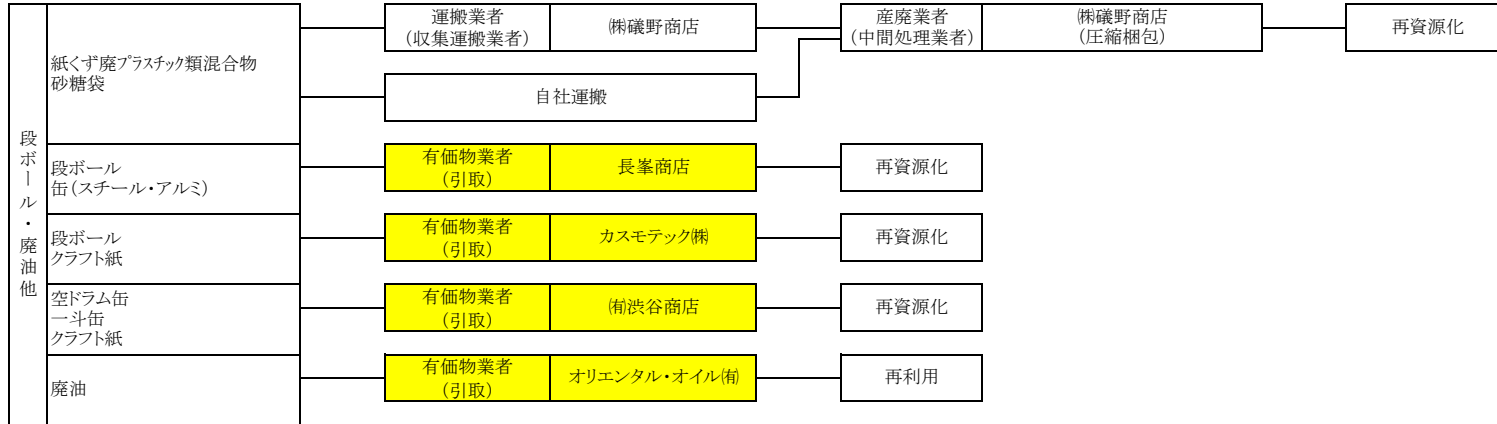 段ボール・廃油他
紙くず廃プラスチック類混合物
砂糖袋
運搬業者
(収集運搬業者)
㈱磯野商店
産廃業者
(中間処理業者)
㈱磯野商店
(圧縮梱包)
再資源化
自社運搬
段ボール
缶(スチール・アルミ)
有価物業者
(引取)
長峯商店
再資源化
段ボール
クラフト紙
有価物業者
(引取)
カスモテック㈱
再資源化
空ドラム缶
一斗缶
クラフト紙
有価物業者
(引取)
㈲渋谷商店
再資源化
廃油
有価物業者
(引取)
オリエンタル・オイル㈲
再利用